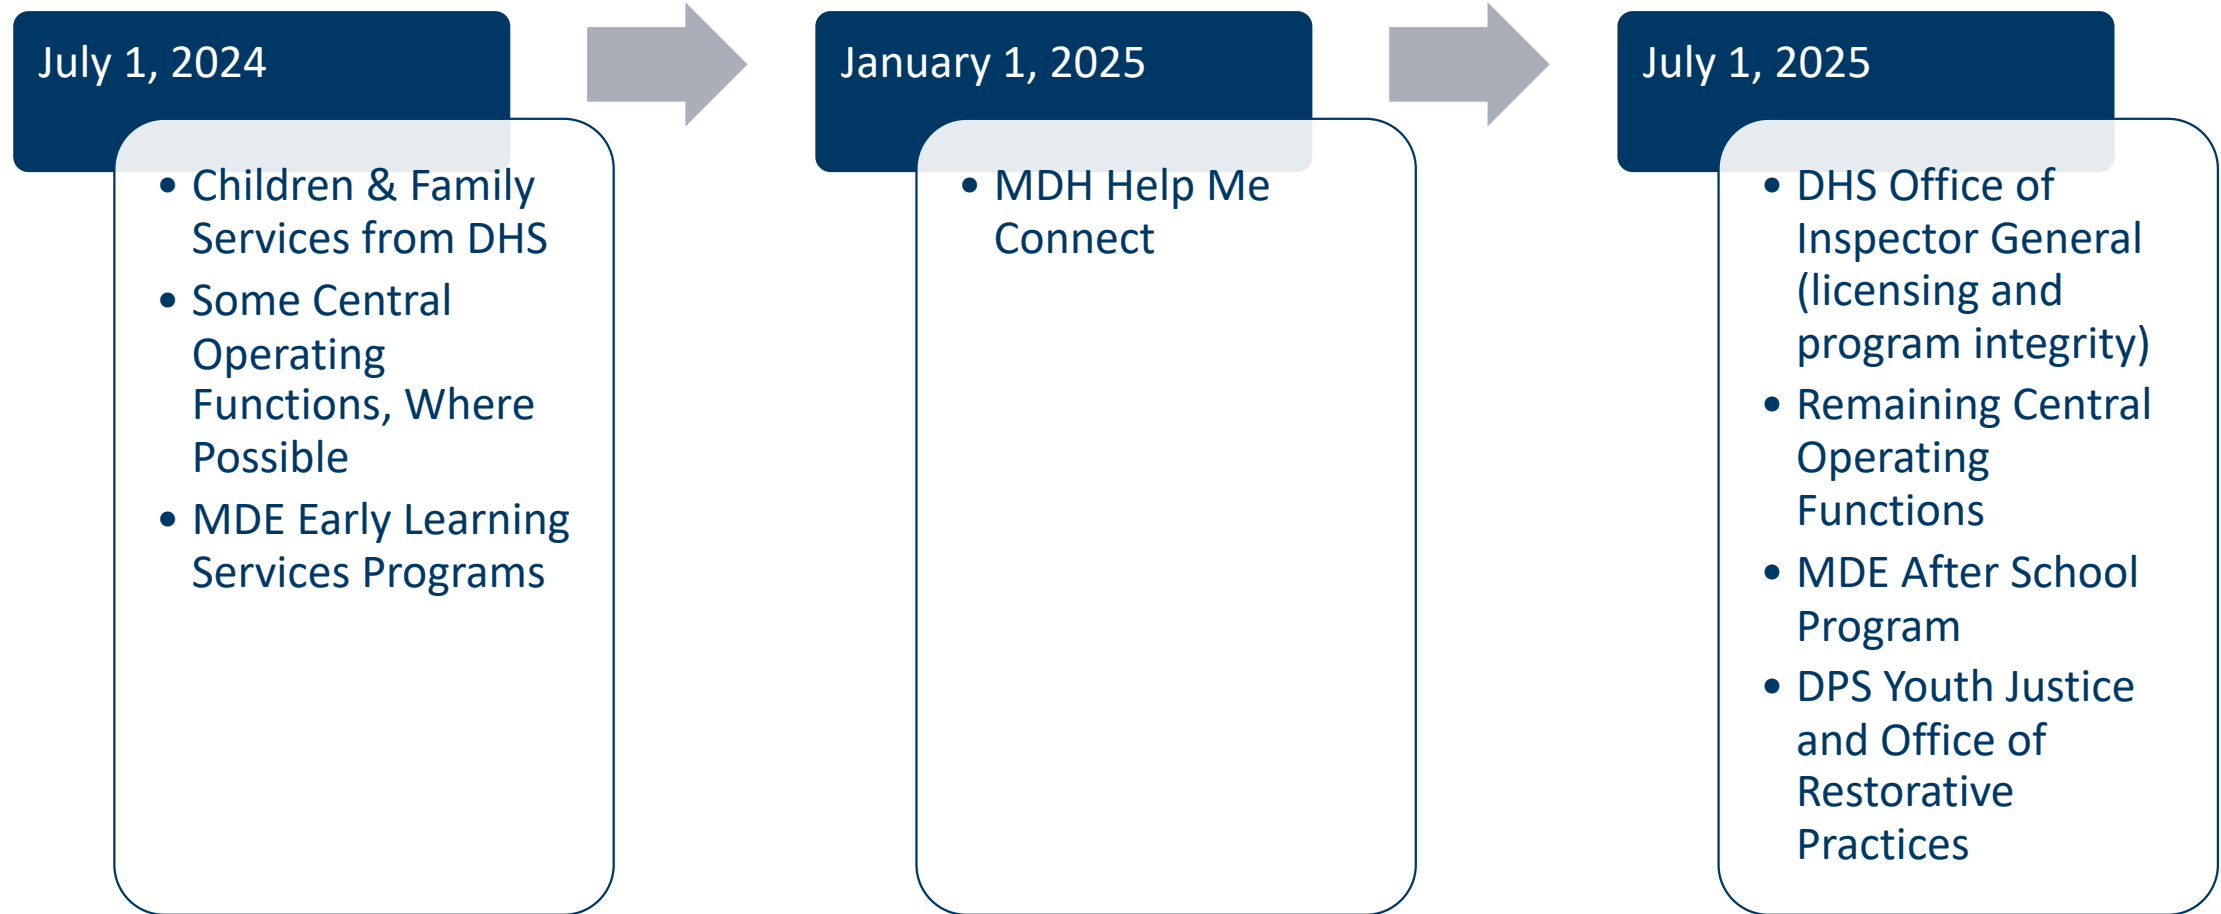 July 1, 2024
• Children & Family
Services from DHS
• Some Central
Operating
Functions, Where
Possible
• MDE Early Learning
Services Programs
January 1, 2025
• MDH Help Me
Connect
July 1, 2025
• DHS Office of
Inspector General
(licensing and
program integrity)
• Remaining Central
Operating
Functions
• MDE After School
Program
• DPS Youth Justice
and Office of
Restorative
Practices